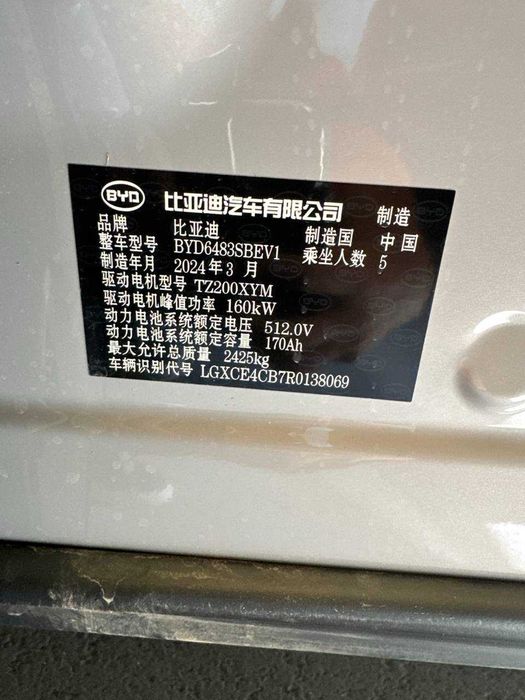 BYD 比亚迪汽车有限公司 制造
品牌 比亚迪 制造国 中国
整车型号 BYD6483SBEV1 乘坐人数 5
制造年月 2024年3月
驱动电机型号 TZ200XYM
驱动电机峰值功率 160kW
动力电池系统额定电压 512.0V
动力电池系统额定容量 170Ah
最大允许总质量 2425kg
车辆识别代号 LGXCE4CB7R0138069